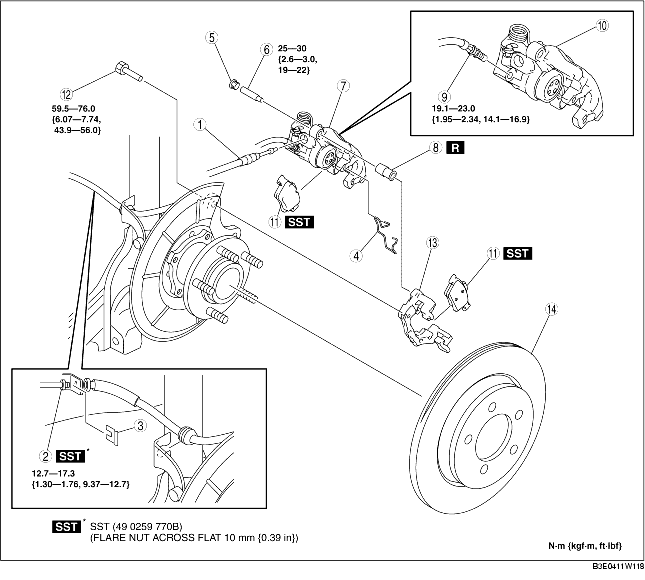 5
6
25—30
{2.6—3.0,
19—22}
12
59.5—76.0
{6.07—7.74,
43.9—56.0}
7
10
9
19.1—23.0
{1.95—2.34, 14.1—16.9}
1
8 R
11
SST
4
13
11 SST
14
3
2 SST*
12.7—17.3
{1.30—1.76, 9.37—12.7}
SST* SST (49 0259 770B)
(FLARE NUT ACROSS FLAT 10 mm {0.39 in})
N·m {kgf·m, ft·lbf}
B3E0411W118